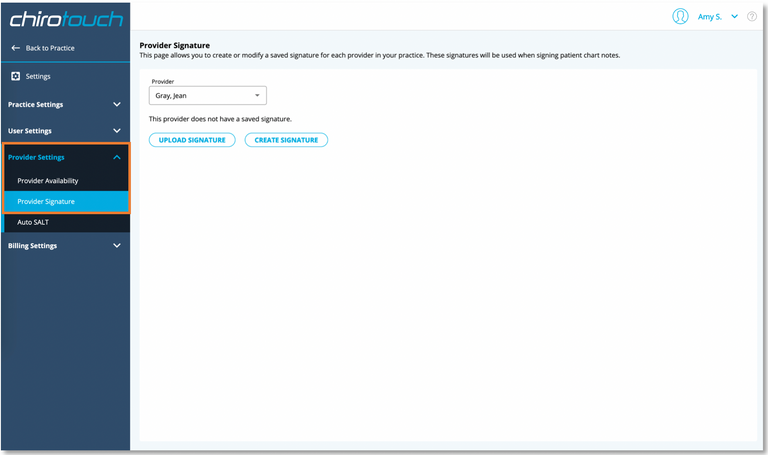 chirotouch
Amy S.
?
Back to Practice
Settings
Practice Settings
User Settings
Provider Settings
Provider Availability
Provider Signature
Auto SALT
Billing Settings
Provider Signature
This page allows you to create or modify a saved signature for each provider in your practice. These signatures will be used when signing patient chart notes.
Provider
Gray, Jean
This provider does not have a saved signature.
UPLOAD SIGNATURE CREATE SIGNATURE